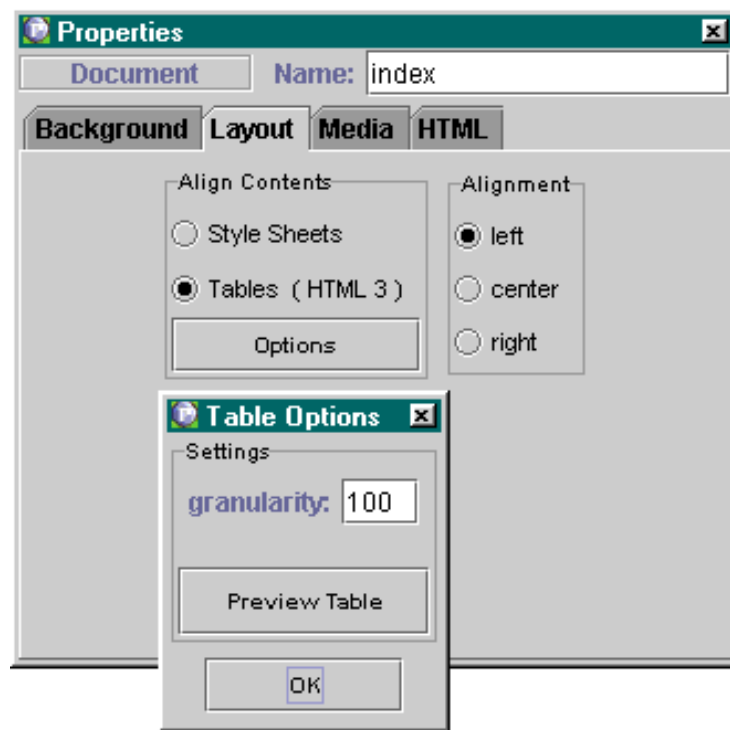 Properties
Document Name: index
Background Layout Media HTML
Align Contents
Alignment
Style Sheets
left
Tables ( HTML 3 )
center
Options
right
Table Options
Settings
granularity: 100
Preview Table
OK